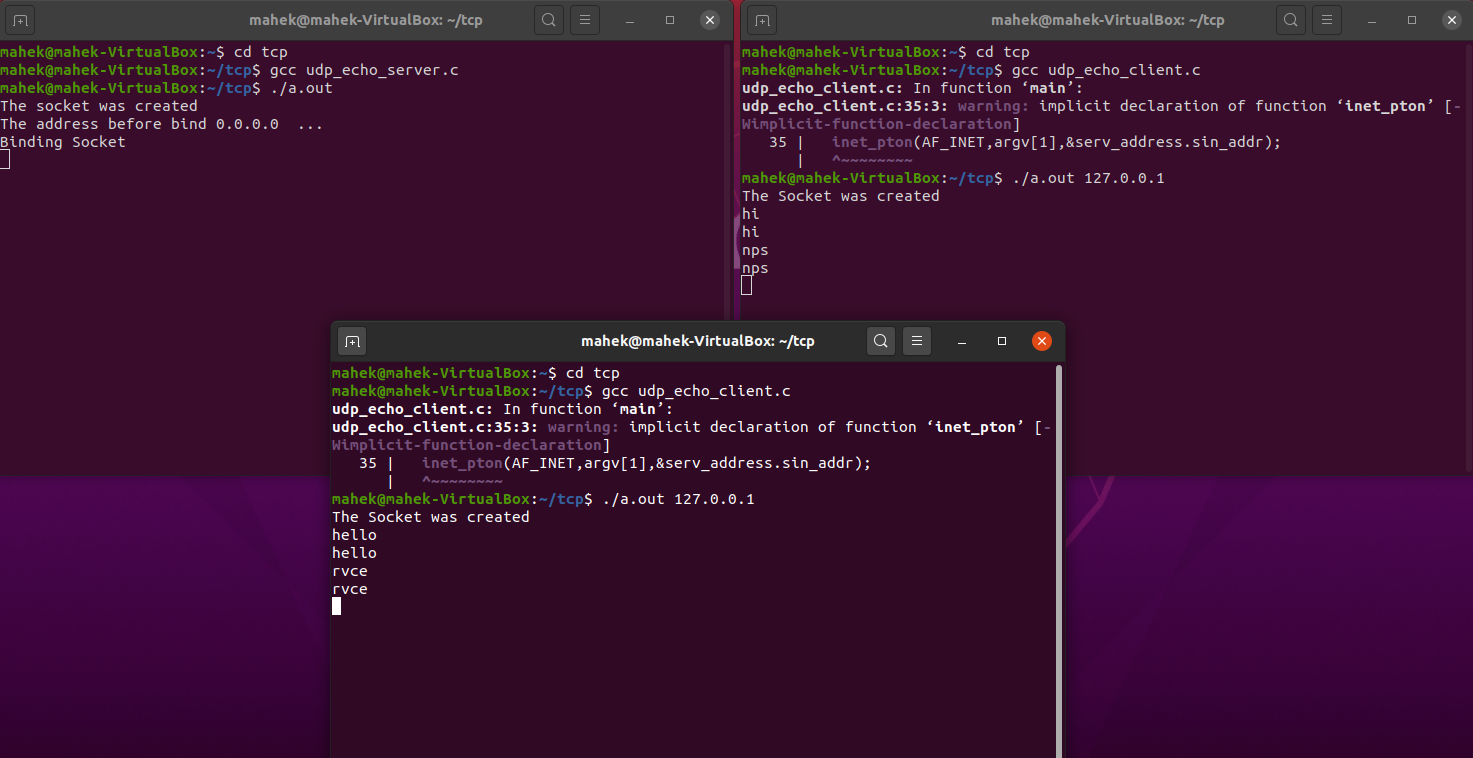 mahek@mahek-VirtualBox: ~/tcp
mahek@mahek-VirtualBox:~$ cd tcp
mahek@mahek-VirtualBox:~/tcp$ gcc udp_echo_server.c
mahek@mahek-VirtualBox:~/tcp$ ./a.out
The socket was created
The address before bind 0.0.0.0  ...
Binding Socket
mahek@mahek-VirtualBox: ~/tcp
mahek@mahek-VirtualBox:~$ cd tcp
mahek@mahek-VirtualBox:~/tcp$ gcc udp_echo_client.c
udp_echo_client.c: In function ‘main’:
udp_echo_client.c:35:3: warning: implicit declaration of function ‘inet_pton’ [-
Wimplicit-function-declaration]
   35 |   inet_pton(AF_INET,argv[1],&serv_address.sin_addr);
      |   ^~~~~~~~~
mahek@mahek-VirtualBox:~/tcp$ ./a.out 127.0.0.1
The Socket was created
hi
hi
nps
nps
mahek@mahek-VirtualBox: ~/tcp
mahek@mahek-VirtualBox:~$ cd tcp
mahek@mahek-VirtualBox:~/tcp$ gcc udp_echo_client.c
udp_echo_client.c: In function ‘main’:
udp_echo_client.c:35:3: warning: implicit declaration of function ‘inet_pton’ [-
Wimplicit-function-declaration]
   35 |   inet_pton(AF_INET,argv[1],&serv_address.sin_addr);
      |   ^~~~~~~~~
mahek@mahek-VirtualBox:~/tcp$ ./a.out 127.0.0.1
The Socket was created
hello
hello
rvce
rvce